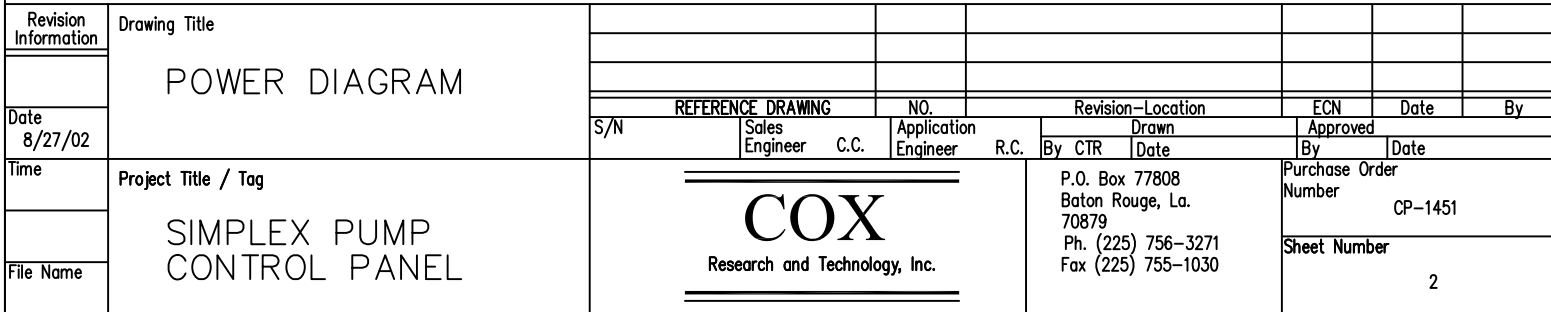 Revision
Information
Drawing Title
POWER DIAGRAM
REFERENCE DRAWING NO. Revision-Location ECN Date By
Date
8/27/02
S/N
Sales
Engineer C.C.
Application
Engineer R.C.
Drawn
By CTR Date
Approved
By Date
Time
Project Title / Tag
SIMPLEX PUMP
CONTROL PANEL
File Name
COX
Research and Technology, Inc.
P.O. Box 77808
Baton Rouge, La.
70879
Ph. (225) 756-3271
Fax (225) 755-1030
Purchase Order
Number
CP-1451
Sheet Number
2